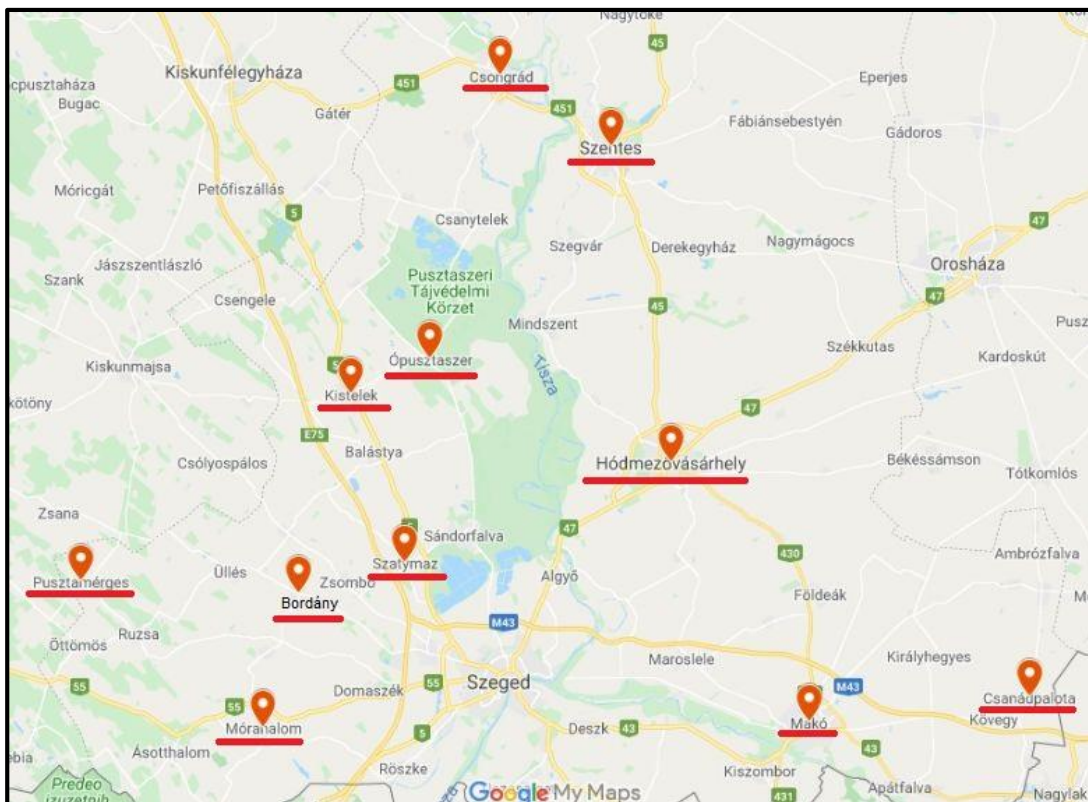 Nagytőke
45
Kiskunfélegyháza
Csongrád
451
Bugac
Gátér
451
Eperjes
Fábiánsebestyén
Gádoros
Szentes
Móricgát
Petőfiszállás
5
Csanytelek
47
Szegvár
Derekegyház
Nagymágocs
Jászszentlászló
Szank
Csengele
Pusztaszeri
Tájvédelmi
Körzet
Orosháza
47
45
Mindszent
Ópusztaszer
Tisza
Székkutas
Kardoskút
Kiskunmajsa
Kistelek
47
E75
Balástya
Csólyospálos
Hódmezővásárhely
Békéssámson
Tótkomlós
Zsana
Sándorfalva
47
430
Ambrózfalva
Pusztamérges
Üllés
Zsombó
Szatymaz
Algyő
Földeák
Bordány
Öttömös
Ruzsa
M43
Maroslele
Királyhegyes
55
55
Domaszék
55
Szeged
M43
Csanádpalota
Mórahalom
5
Deszk
43
Makó
Kövegy
43
Ásotthalom
Röszke
Kiszombor
Apátfalva
Nagylak
Predeo
Tisza
Google My Maps
431